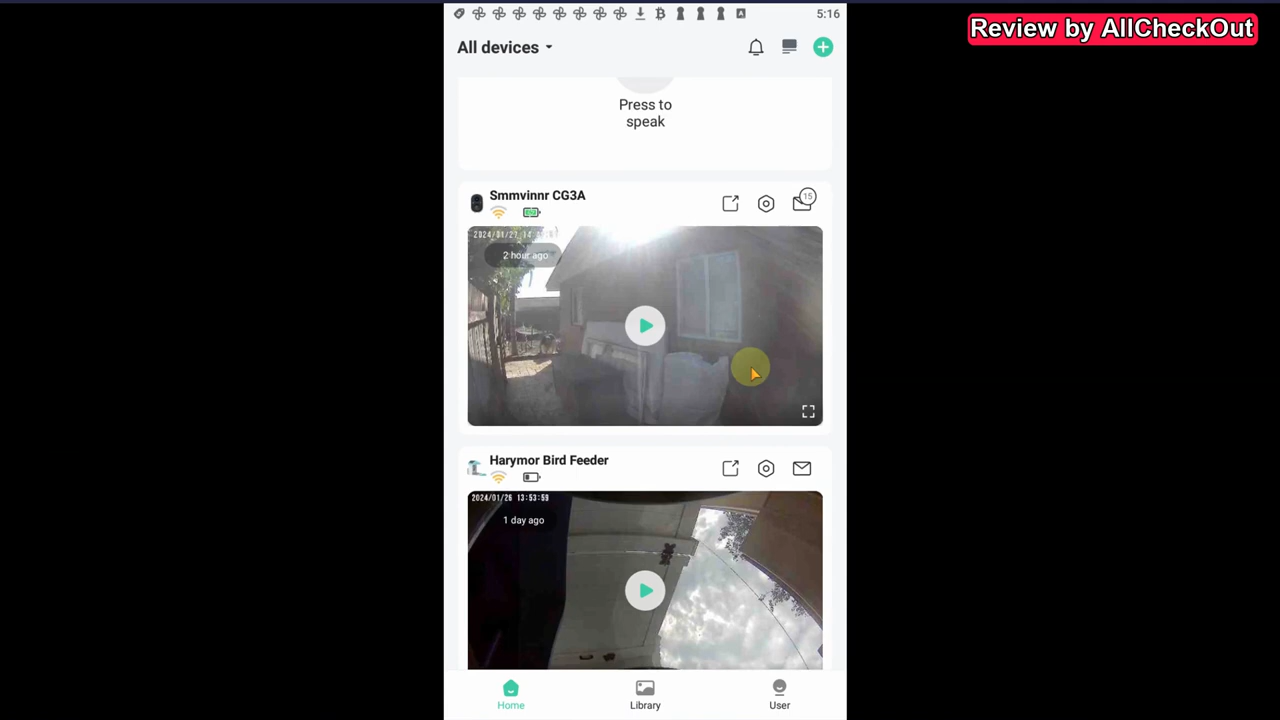 5:16
Review by AllCheckOut
All devices
Press to
speak
Smmvinnr CG3A
15
2 hour ago
Harymor Bird Feeder
2024/01/26 13:53:59
1 day ago
Home
Library
User